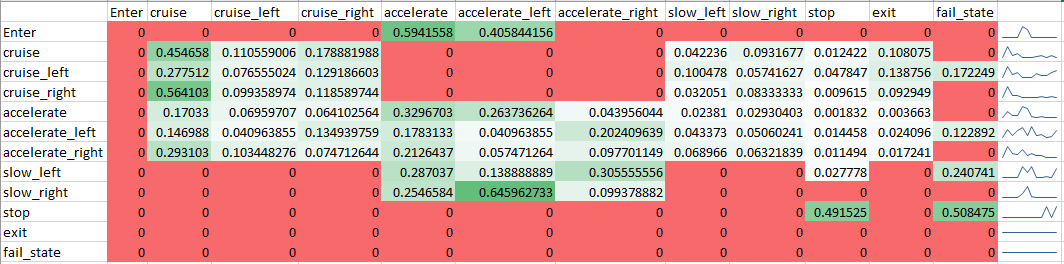 Enter cruise cruise_left cruise_right accelerate accelerate_left accelerate_right slow_left slow_right stop exit fail_state
Enter 0 0 0 0 0.5941558 0.405844156 0 0 0 0 0 0
cruise 0 0.454658 0.110559006 0.178881988 0 0 0 0.042236 0.0931677 0.012422 0.108075 0
cruise_left 0 0.277512 0.076555024 0.129186603 0 0 0 0.100478 0.05741627 0.047847 0.138756 0.172249
cruise_right 0 0.564103 0.099358974 0.118589744 0 0 0 0.032051 0.08333333 0.009615 0.092949 0
accelerate 0 0.17033 0.06959707 0.064102564 0.3296703 0.263736264 0.043956044 0.02381 0.02930403 0.001832 0.003663 0
accelerate_left 0 0.146988 0.040963855 0.134939759 0.1783133 0.040963855 0.202409639 0.043373 0.05060241 0.014458 0.024096 0.122892
accelerate_right 0 0.293103 0.103448276 0.074712644 0.2126437 0.057471264 0.097701149 0.068966 0.06321839 0.011494 0.017241 0
slow_left 0 0 0 0 0.287037 0.138888889 0.305555556 0 0 0.027778 0 0.240741
slow_right 0 0 0 0 0.2546584 0.645962733 0.099378882 0 0 0 0 0
stop 0 0 0 0 0 0 0 0 0 0.491525 0 0.508475
exit 0 0 0 0 0 0 0 0 0 0 0 0
fail_state 0 0 0 0 0 0 0 0 0 0 0 0